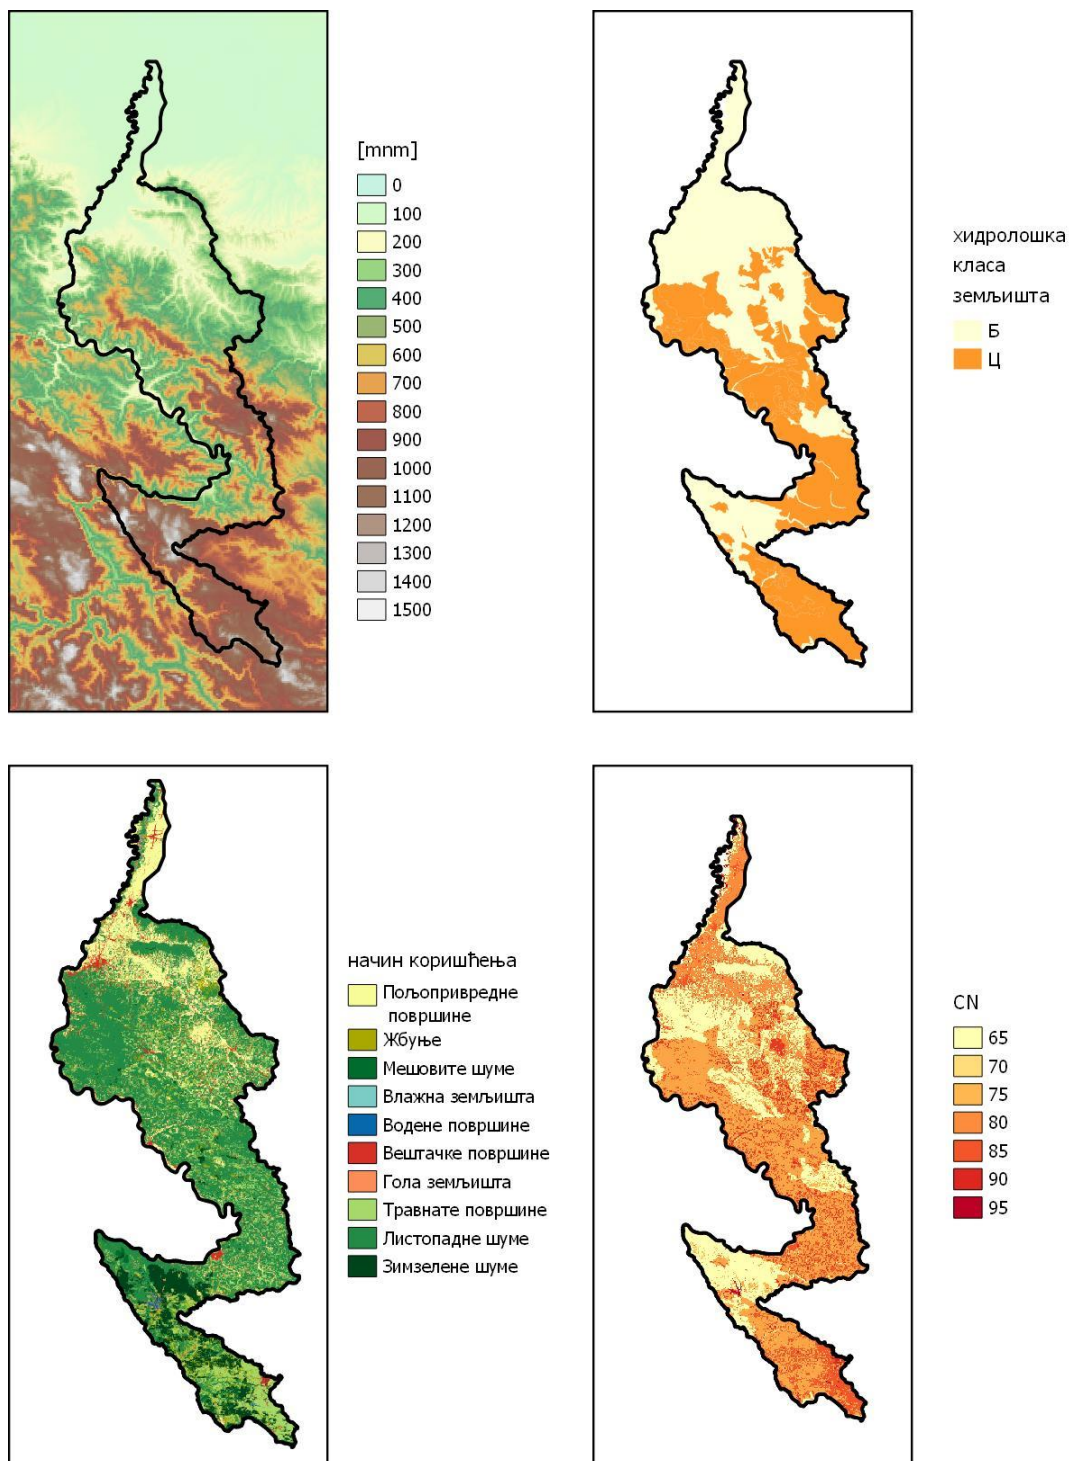 [mnm]
0
100
200
300
400
500
600
700
800
900
1000
1100
1200
1300
1400
1500
хидролошка
класа
земљишта
Б
Ц
начин коришћења
Пољопривредне
површине
Жбуње
Мешовите шуме
Влажна земљишта
Водене површине
Вештачке површине
Гола земљишта
Травнате површине
Листопадне шуме
Зимзелене шуме
CN
65
70
75
80
85
90
95